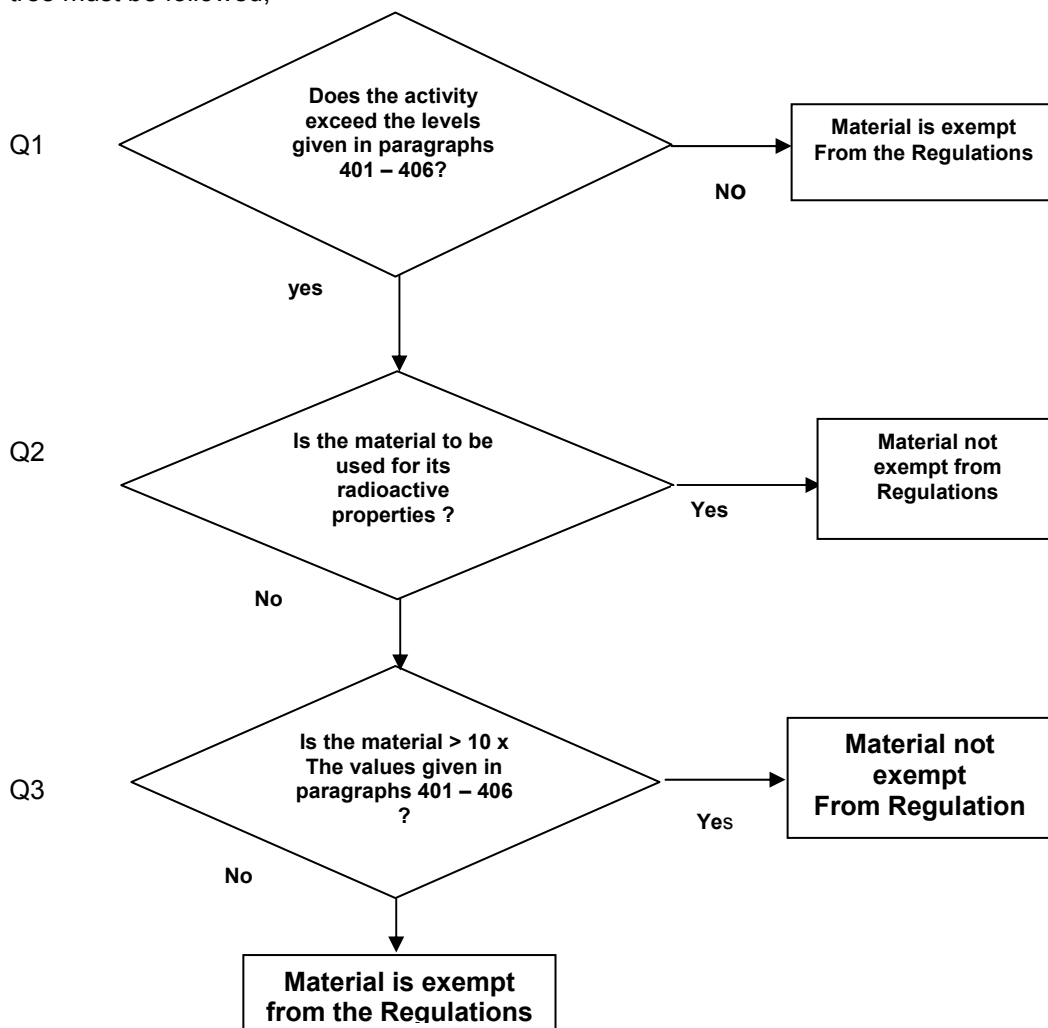 tree must be followed;
Does the activity
exceed the levels
given in paragraphs
401 – 406?
Q1
Material is exempt
From the Regulations
NO
yes
Q2
Is the material to be
used for its
radioactive
properties ?
Material not
exempt from
Regulations
Yes
No
Q3
Is the material > 10 x
The values given in
paragraphs 401 – 406
?
Material not
exempt
From Regulation
Yes
No
Material is exempt
from the Regulations